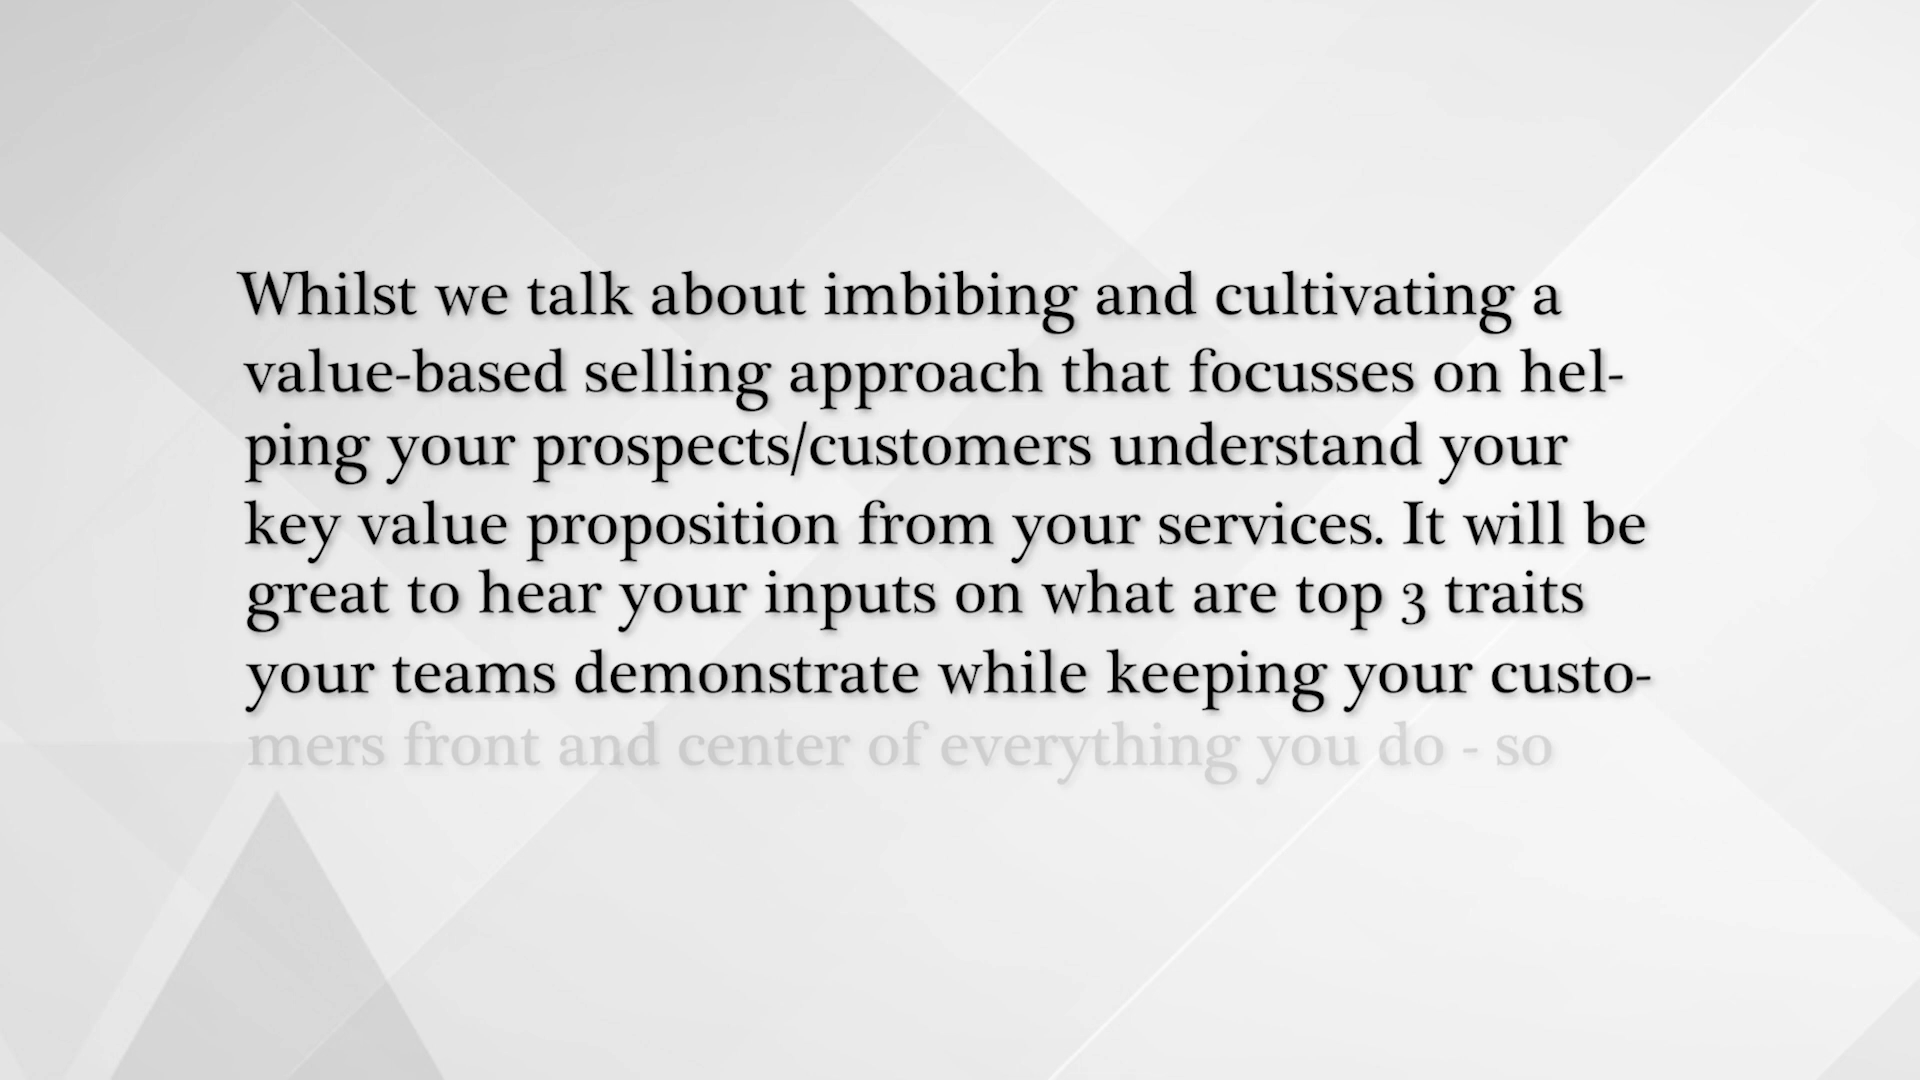 Whilst we talk about imbibing and cultivating a
value-based selling approach that focusses on hel-
ping your prospects/customers understand your
key value proposition from your services. It will be
great to hear your inputs on what are top 3 traits
your teams demonstrate while keeping your custo-
mers front and center of everything you do - so